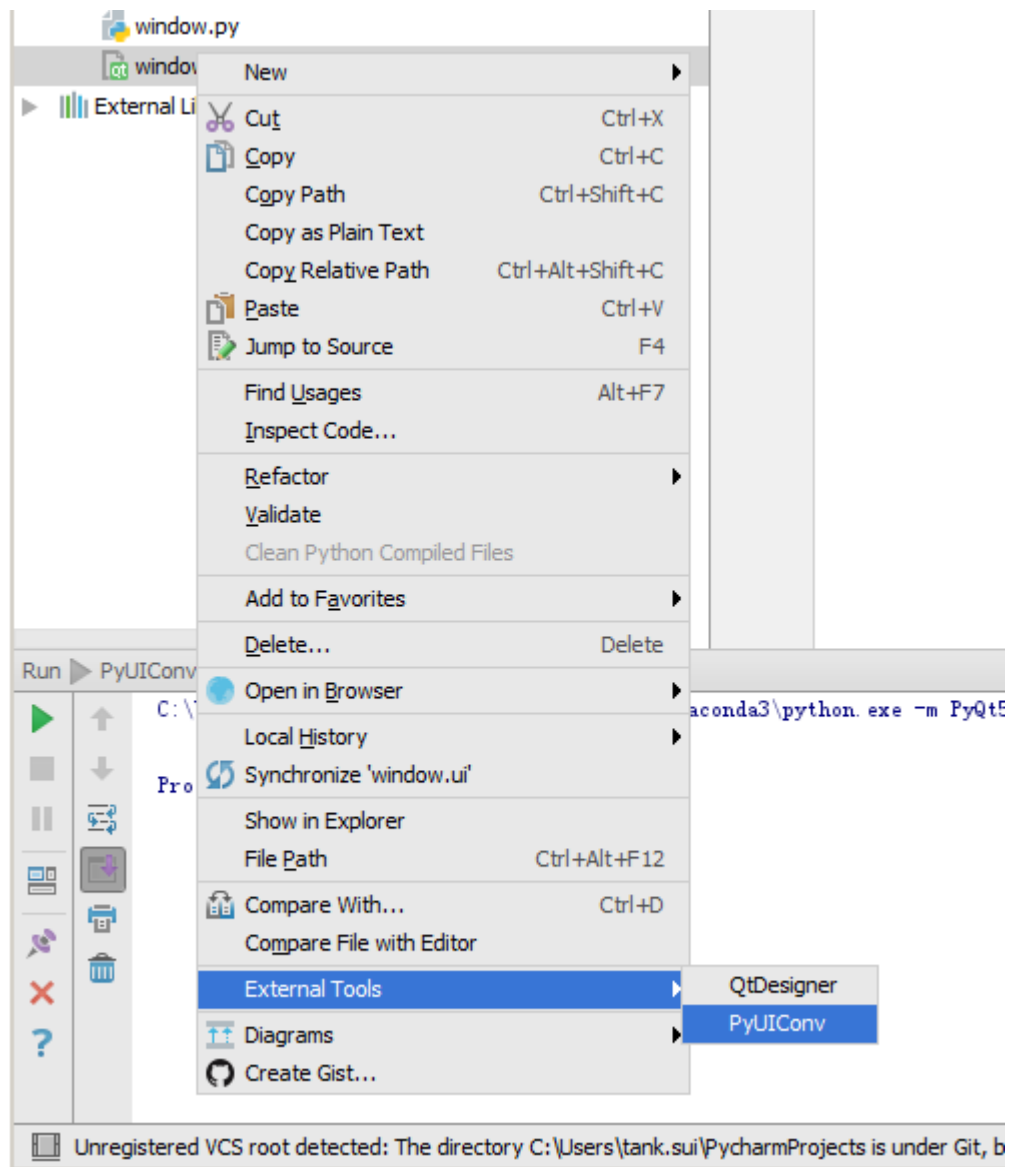 window.py
window
External Li
New
Cut Ctrl+X
Copy Ctrl+C
Copy Path Ctrl+Shift+C
Copy as Plain Text
Copy Relative Path Ctrl+Alt+Shift+C
Paste Ctrl+V
Jump to Source F4
Find Usages Alt+F7
Inspect Code...
Refactor
Validate
Clean Python Compiled Files
Add to Favorites
Delete... Delete
Run PyUIConv
Open in Browser
C:\ aconda3\python.exe -m PyQt5
Local History
Synchronize 'window.ui'
Pro
Show in Explorer
File Path Ctrl+Alt+F12
Compare With... Ctrl+D
Compare File with Editor
External Tools
QtDesigner
PyUIConv
Diagrams
Create Gist...
Unregistered VCS root detected: The directory C:\Users\tank.sui\PycharmProjects is under Git, b